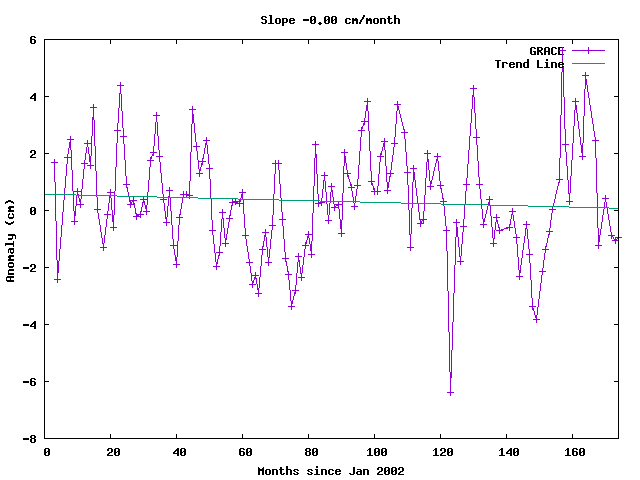 Slope -0.00 cm/month
GRACE
Trend Line
6
4
2
0
-2
-4
-6
-8
Anomaly (cm)
0 20 40 60 80 100 120 140 160
Months since Jan 2002